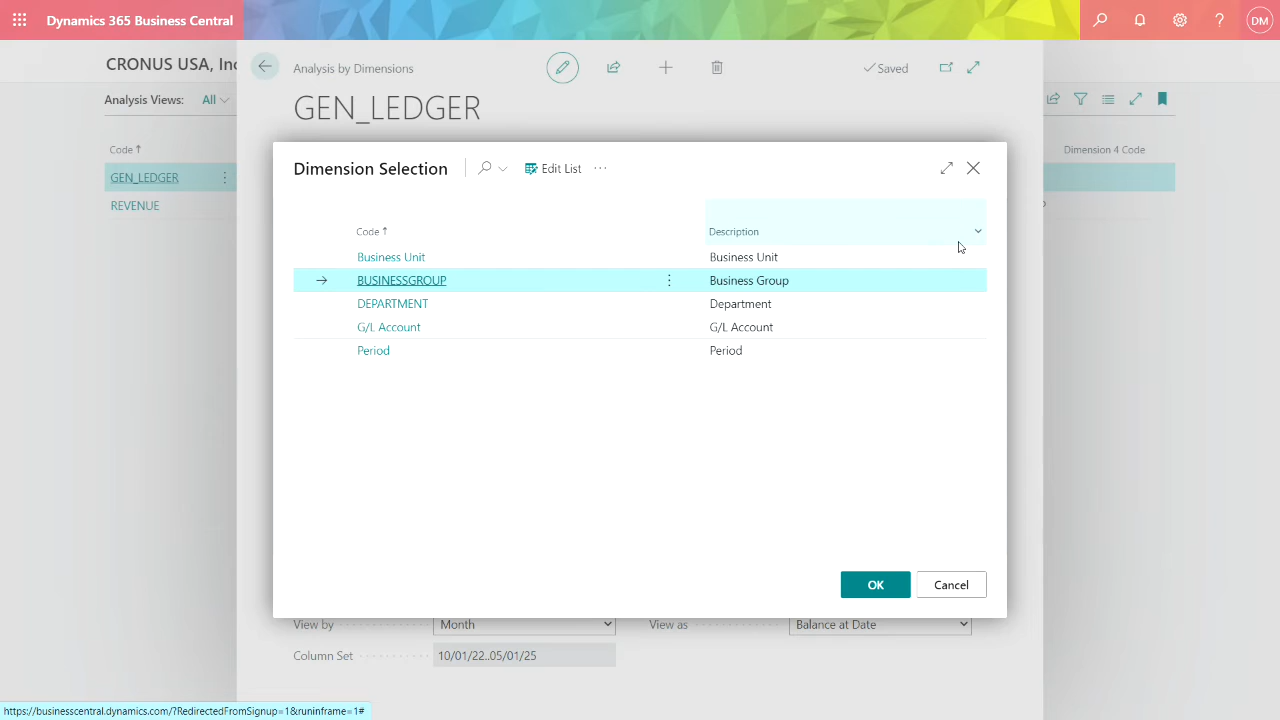 Dynamics 365 Business Central
?
DM
CRONUS USA, Inc
Analysis by Dimensions
Saved
Analysis Views:
All
GEN_LEDGER
Code ↑
Dimension 4 Code
GEN_LEDGER
REVENUE
Dimension Selection
Edit List
...
Code ↑
Description
Business Unit
Business Unit
BUSINESSGROUP
Business Group
DEPARTMENT
Department
G/L Account
G/L Account
Period
Period
OK
Cancel
View by
Month
View as
Balance at Date
Column Set
10/01/22..05/01/25
https://businesscentral.dynamics.com/?RedirectedFromSignup=1&runinframe=1#